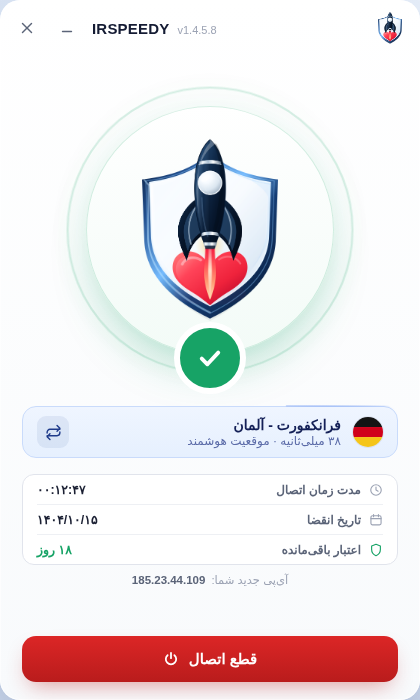 IRSPEEDY v1.4.5.8
فرانکفورت - آلمان
۳۸ میلی‌ثانیه · موقعیت هوشمند
مدت زمان اتصال ۰۰:۱۲:۴۷
تاریخ انقضا ۱۴۰۴/۱۰/۱۵
اعتبار باقی‌مانده ۱۸ روز
آی‌پی جدید شما: 185.23.44.109
قطع اتصال